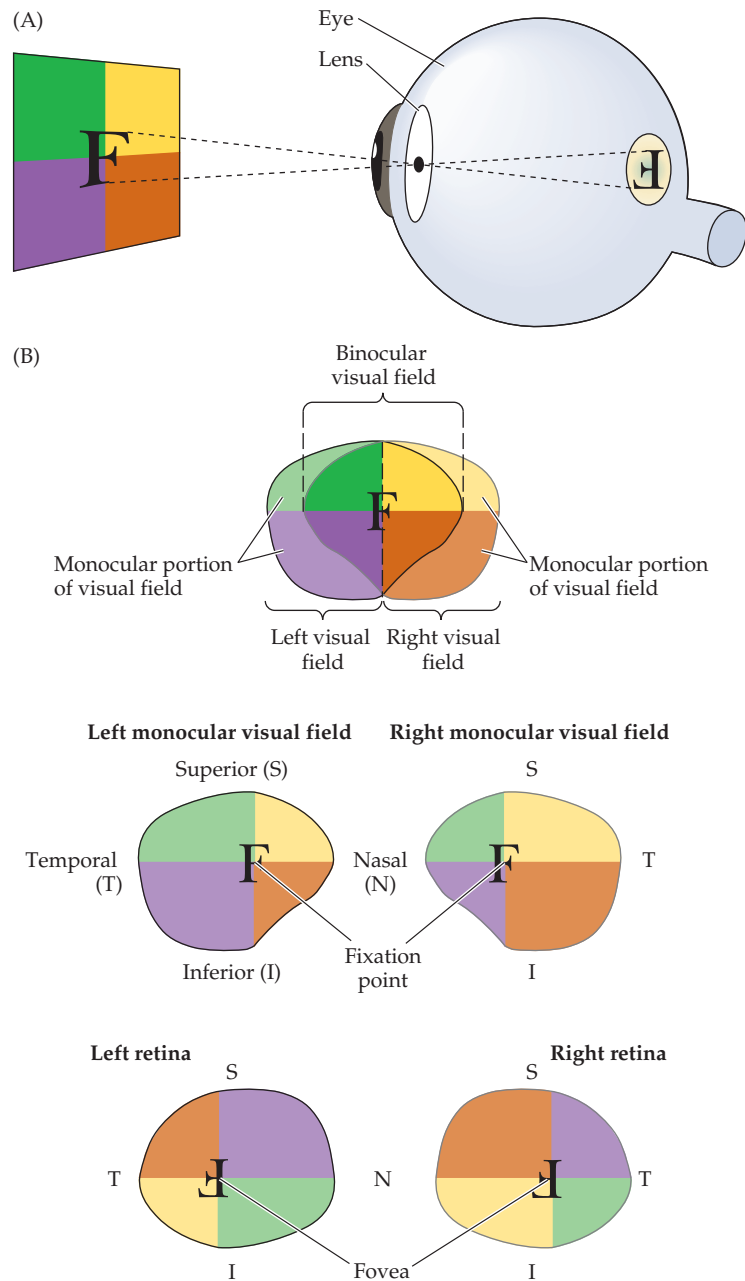 (A)
Eye
Lens
F
F
(B)
Binocular
visual field
F
Monocular portion
of visual field
Monocular portion
of visual field
Left visual
field
Right visual
field
Left monocular visual field
Right monocular visual field
Superior (S)
S
Temporal
(T)
F
Nasal
(N)
F
T
Fixation
point
Inferior (I)
I
Left retina
Right retina
S
S
T
F
N
F
T
Fovea
I
I